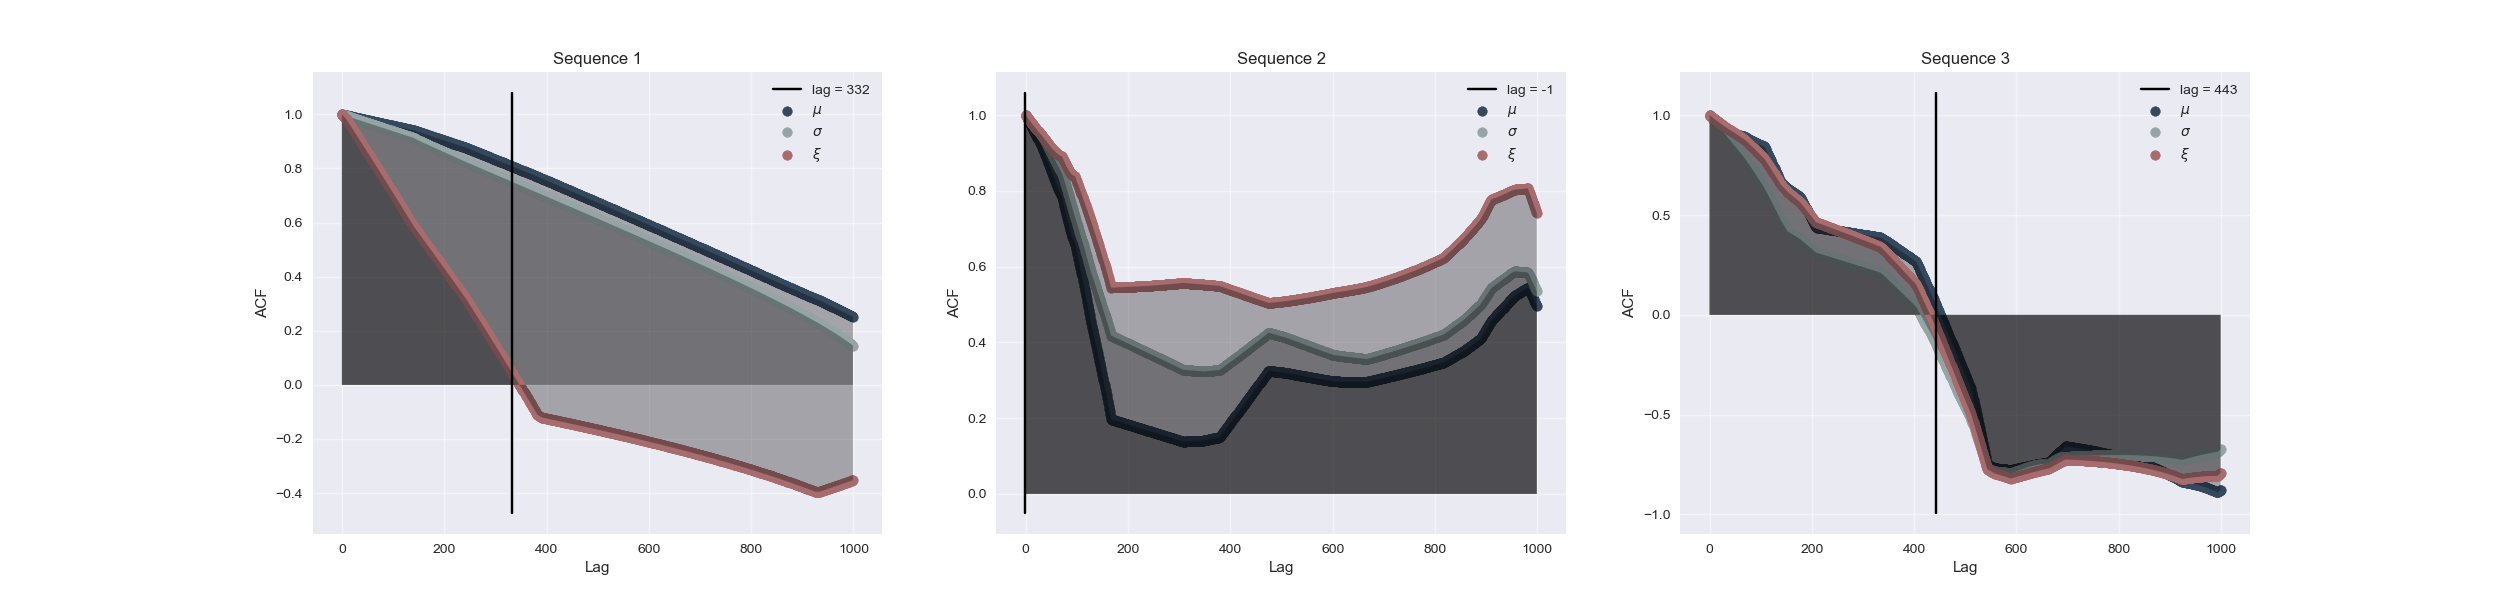 Sequence 1
ACF
1.0
0.8
0.6
0.4
0.2
0.0
−0.2
−0.4
lag = 332
μ
σ
ξ
0 200 400 600 800 1000
Lag
Sequence 2
ACF
1.0
0.8
0.6
0.4
0.2
0.0
lag = -1
μ
σ
ξ
0 200 400 600 800 1000
Lag
Sequence 3
ACF
1.0
0.5
0.0
−0.5
−1.0
lag = 443
μ
σ
ξ
0 200 400 600 800 1000
Lag